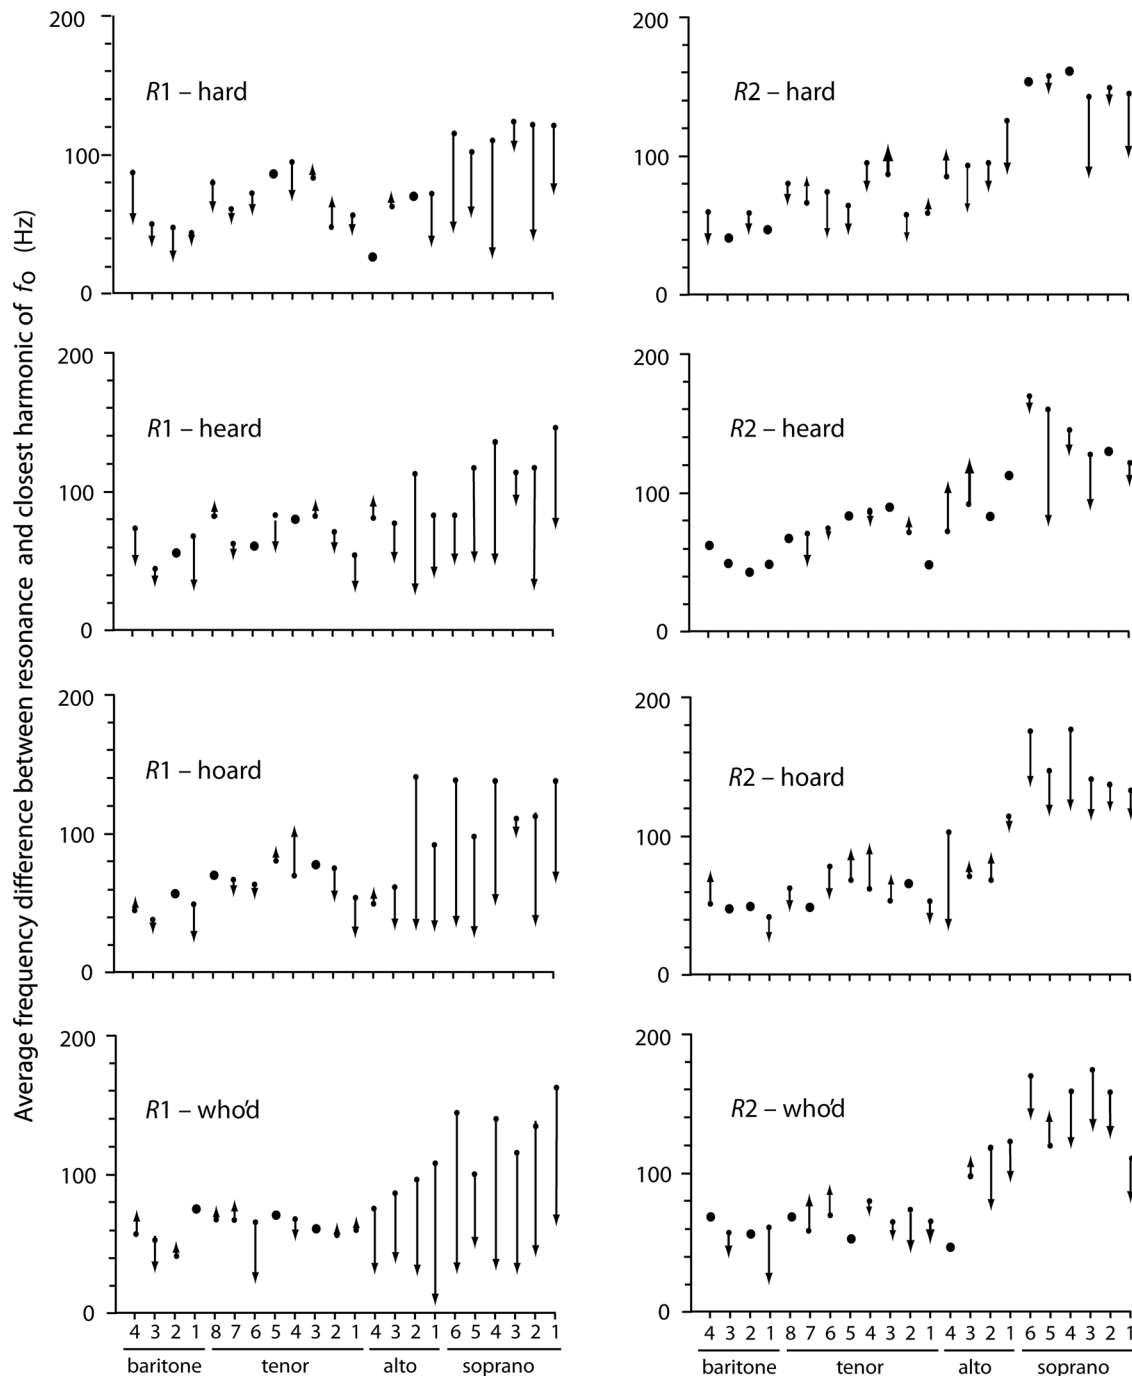 Average frequency difference between resonance and closest harmonic of fo (Hz)
200
100
0
R1 – hard
200
100
0
R2 – hard
200
100
0
R1 – heard
200
100
0
R2 – heard
200
100
0
R1 – hoard
200
100
0
R2 – hoard
200
100
0
R1 – who'd
200
100
0
R2 – who'd
4 3 2 1 8 7 6 5 4 3 2 1 4 3 2 1 6 5 4 3 2 1
baritone tenor alto soprano
4 3 2 1 8 7 6 5 4 3 2 1 4 3 2 1 6 5 4 3 2 1
baritone tenor alto soprano